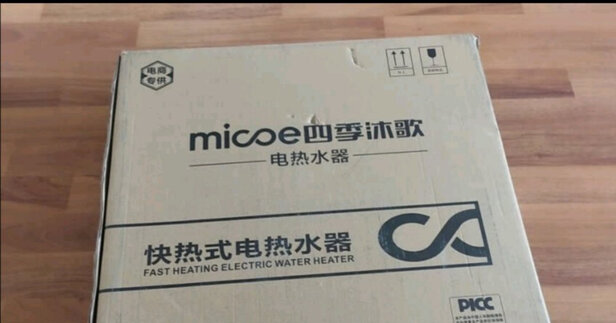 电商
专供
micoe四季沐歌
电热水器
快热式电热水器
FAST HEATING ELECTRIC WATER HEATER
PICC